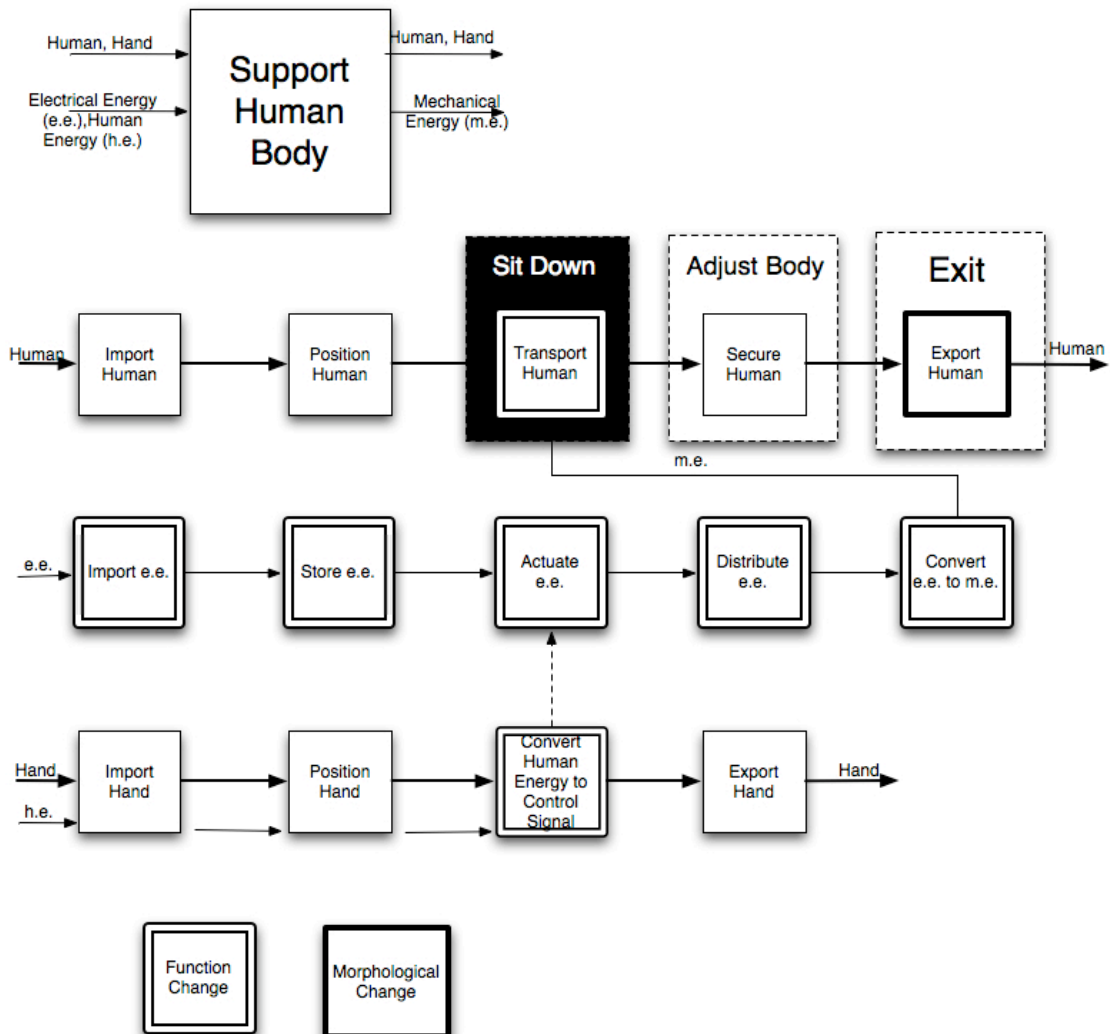 Human, Hand
Human, Hand
Support
Human
Body
Electrical Energy
(e.e.),Human
Energy (h.e.)
Mechanical
Energy (m.e.)
Sit Down
Adjust Body
Exit
Human
Import
Human
Position
Human
Transport
Human
Secure
Human
Export
Human
Human
m.e.
e.e.
Import e.e.
Store e.e.
Actuate
e.e.
Distribute
e.e.
Convert
e.e. to m.e.
Hand
h.e.
Import
Hand
Position
Hand
Convert
Human
Energy to
Control
Signal
Export
Hand
Hand
Function
Change
Morphological
Change